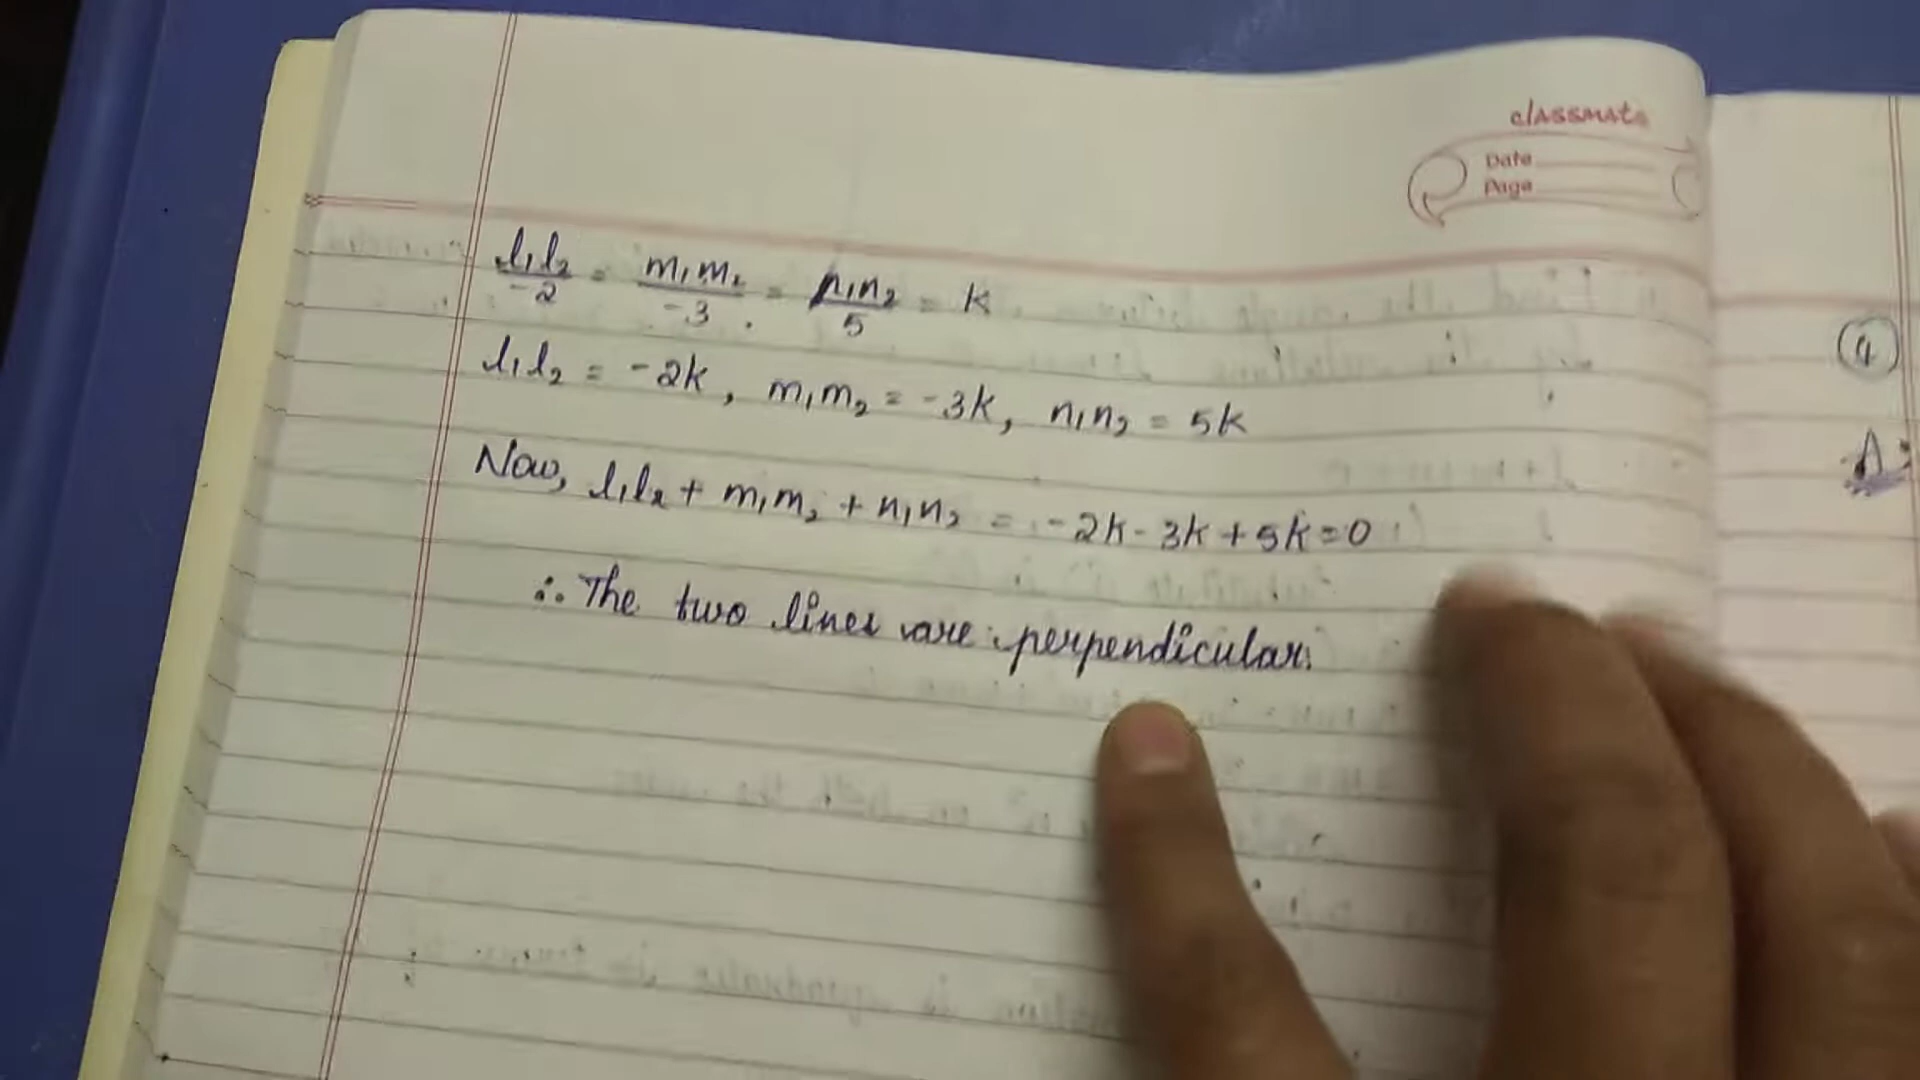 classmate
Date
Page
l₁l₂/-2 = m₁m₂/-3 = n₁n₂/5 = k
l₁l₂ = -2k, m₁m₂ = -3k, n₁n₂ = 5k
Now, l₁l₂ + m₁m₂ + n₁n₂ = -2k - 3k + 5k = 0
∴ The two lines are perpendicular.